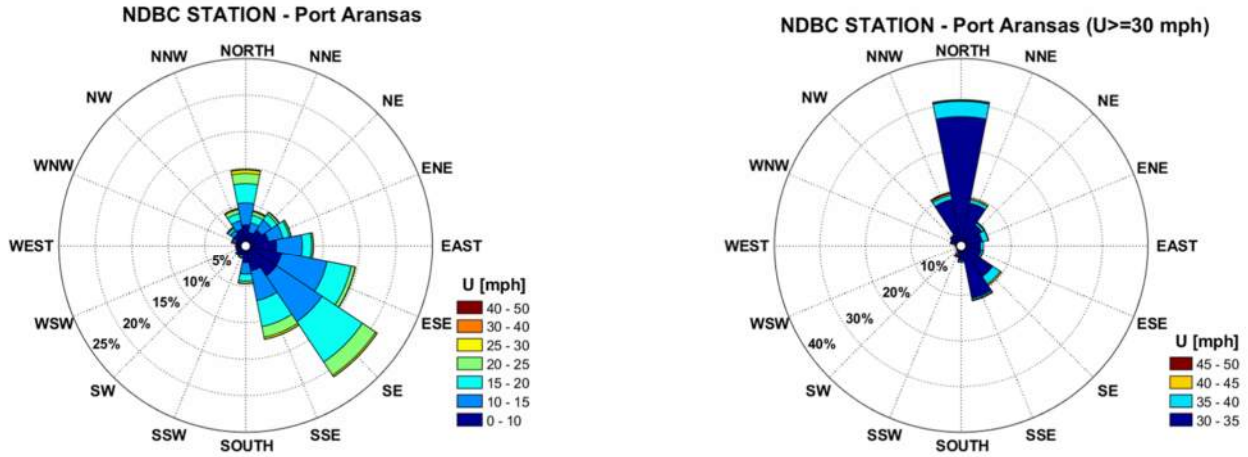 NDBC STATION - Port Aransas
NORTH
NNW
NNE
NW
NE
WNW
ENE
WEST
EAST
WSW
ESE
SW
SE
SSW
SSE
SOUTH
5%
10%
15%
20%
25%
U [mph]
40 - 50
30 - 40
25 - 30
20 - 25
15 - 20
10 - 15
0 - 10
NDBC STATION - Port Aransas (U>=30 mph)
NORTH
NNW
NNE
NW
NE
WNW
ENE
WEST
EAST
WSW
ESE
SW
SE
SSW
SSE
SOUTH
10%
20%
30%
40%
U [mph]
45 - 50
40 - 45
35 - 40
30 - 35